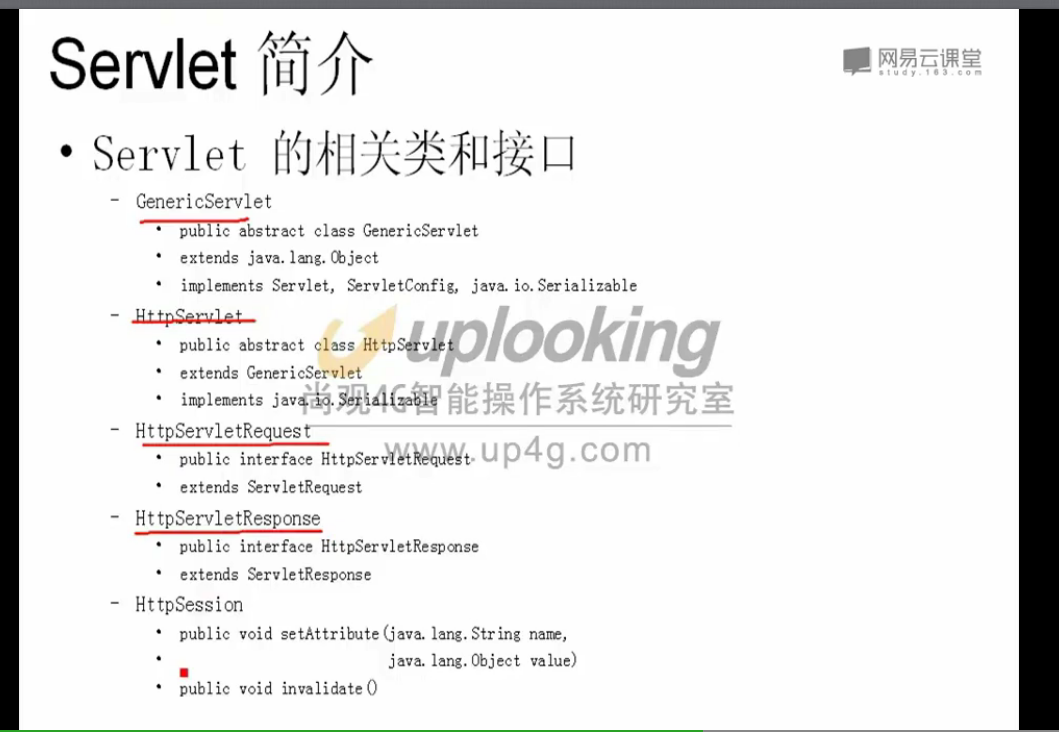 Servlet 简介
网易云课堂
study.163.com
• Servlet 的相关类和接口
– GenericServlet
• public abstract class GenericServlet
• extends java.lang.Object
• implements Servlet, ServletConfig, java.io.Serializable
– HttpServlet
• public abstract class HttpServlet
• extends GenericServlet
• implements java.io.Serializable
uplooking
尚观4G智能操作系统研究室
www.up4g.com
– HttpServletRequest
• public interface HttpServletRequest
• extends ServletRequest
– HttpServletResponse
• public interface HttpServletResponse
• extends ServletResponse
– HttpSession
• public void setAttribute(java.lang.String name,
• java.lang.Object value)
• public void invalidate()